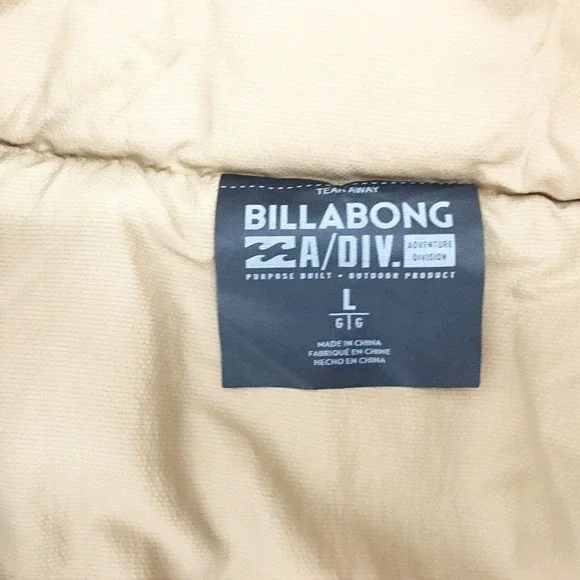 TEAR AWAY
BILLABONG
A/DIV. ADVENTURE DIVISION
PURPOSE BUILT - OUTDOOR PRODUCT
L
G|G
MADE IN CHINA
FABRIQUÉ EN CHINE
HECHO EN CHINA